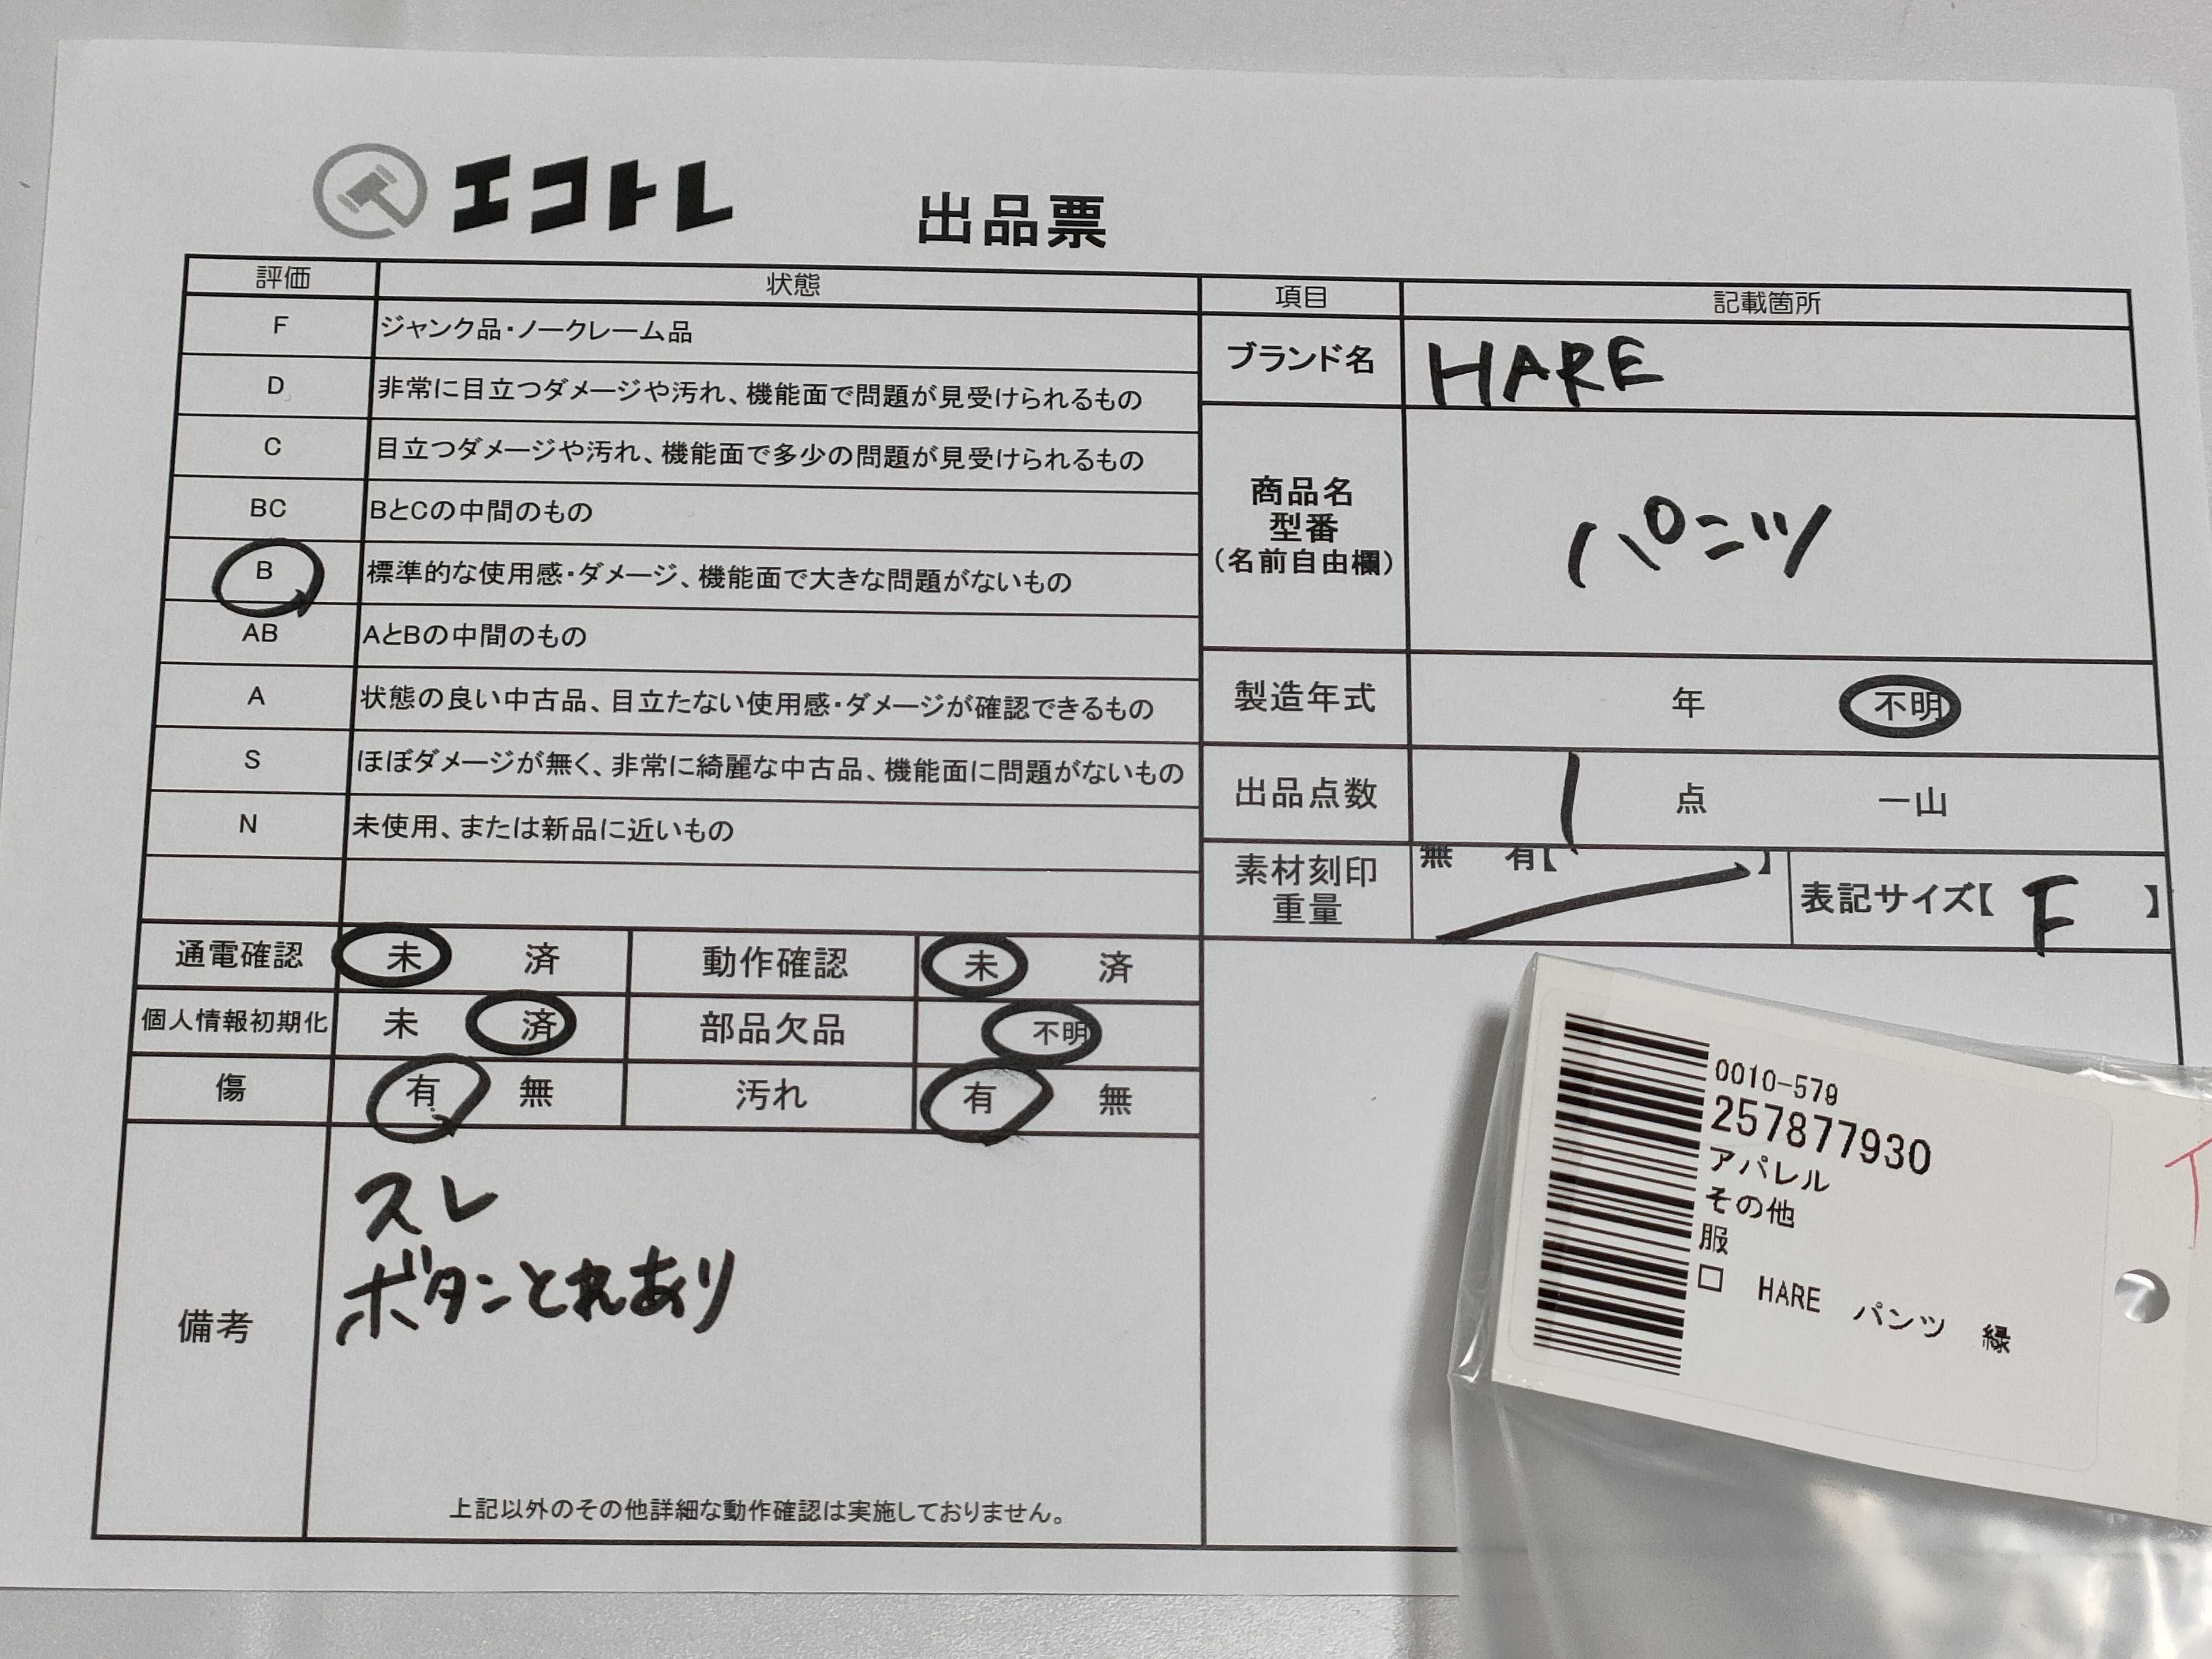 エコトレ 出品票
評価 状態
F ジャンク品・ノークレーム品
D 非常に目立つダメージや汚れ、機能面で問題が見受けられるもの
C 目立つダメージや汚れ、機能面で多少の問題が見受けられるもの
BC BとCの中間のもの
B 標準的な使用感・ダメージ、機能面で大きな問題がないもの
AB AとBの中間のもの
A 状態の良い中古品、目立たない使用感・ダメージが確認できるもの
S ほぼダメージが無く、非常に綺麗な中古品、機能面に問題がないもの
N 未使用、または新品に近いもの
通電確認 未 済 動作確認 未 済
個人情報初期化 未 済 部品欠品 不明
傷 有 無 汚れ 有 無
備考
スレ
ボタンとれあり
上記以外のその他詳細な動作確認は実施しておりません。
項目 記載箇所
ブランド名 HARE
商品名
型番
(名前自由欄)
パンツ
製造年式 年 不明
出品点数 1 点 一山
素材刻印
重量
無 有【 】 表記サイズ【 F 】
0010-579
257877930
アパレル
その他
服
口 HARE パンツ 緑